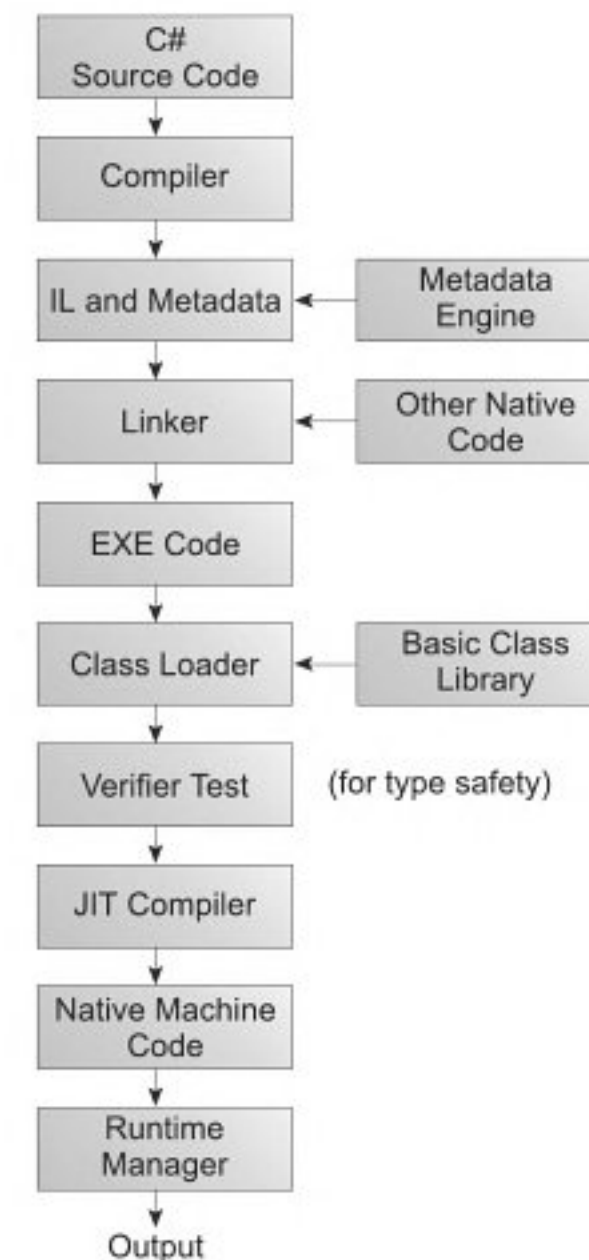 C#
Source Code
Compiler
IL and Metadata
Metadata
Engine
Linker
Other Native
Code
EXE Code
Class Loader
Basic Class
Library
Verifier Test
(for type safety)
JIT Compiler
Native Machine
Code
Runtime
Manager
Output